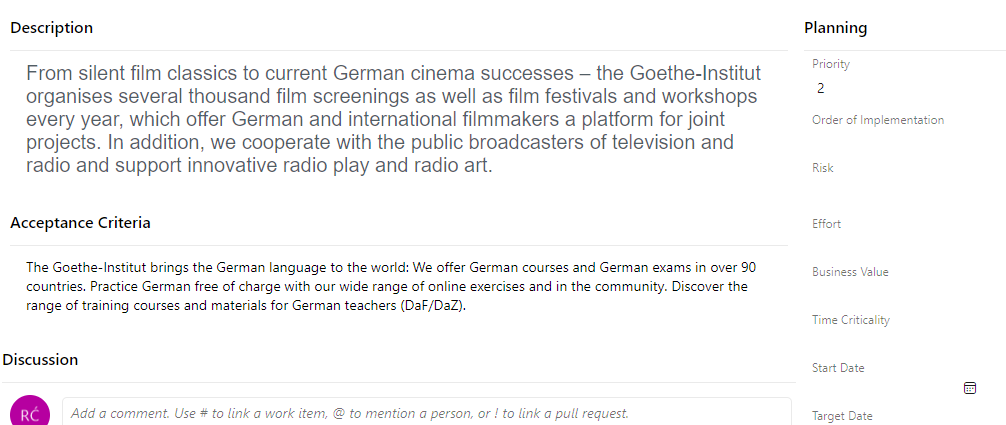 Description
From silent film classics to current German cinema successes – the Goethe-Institut
organises several thousand film screenings as well as film festivals and workshops
every year, which offer German and international filmmakers a platform for joint
projects. In addition, we cooperate with the public broadcasters of television and
radio and support innovative radio play and radio art.
Acceptance Criteria
The Goethe-Institut brings the German language to the world: We offer German courses and German exams in over 90
countries. Practice German free of charge with our wide range of online exercises and in the community. Discover the
range of training courses and materials for German teachers (DaF/DaZ).
Discussion
RĆ
Add a comment. Use # to link a work item, @ to mention a person, or ! to link a pull request.
Planning
Priority
2
Order of Implementation
Risk
Effort
Business Value
Time Criticality
Start Date
Target Date